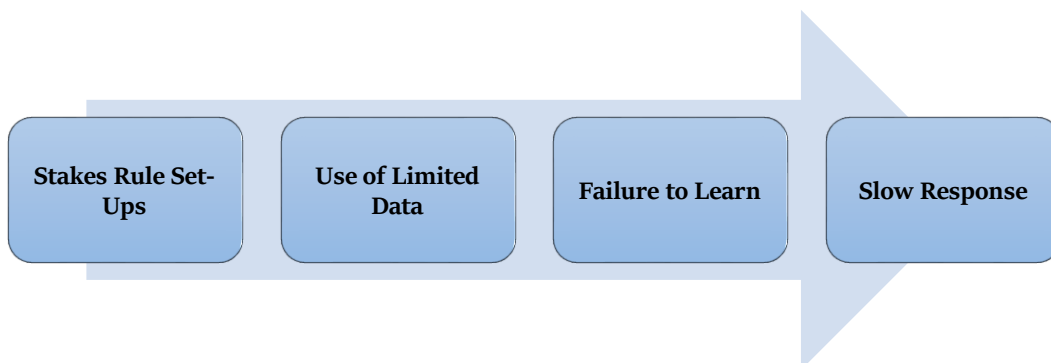 Stakes Rule Set-
Ups
Use of Limited
Data
Failure to Learn
Slow Response